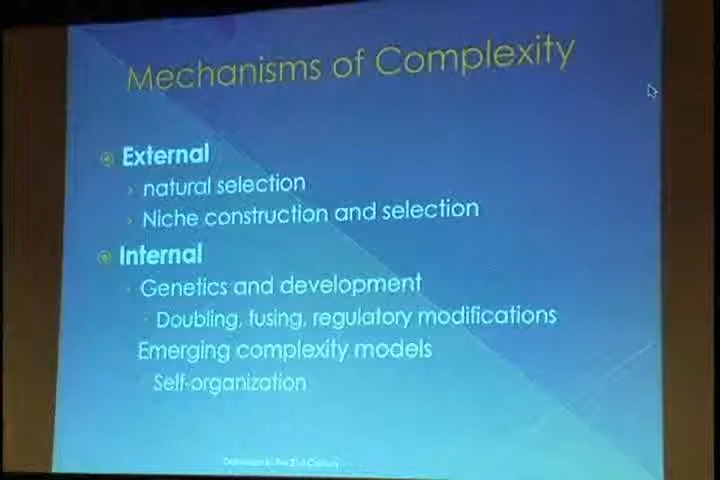 Mechanisms of Complexity
External
natural selection
Niche construction and selection
Internal
Genetics and development
Doubling, fusing, regulatory modifications
Emerging complexity models
Self-organization